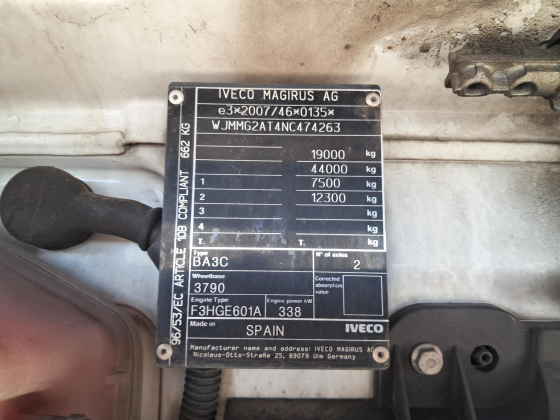 IVECO MAGIRUS AG
e3*2007/46*0135*
WJMMG2AT4NC474263
96/53/EC ARTICLE 10B COMPLIANT 662 KG
19000 kg
44000 kg
1 7500 kg
2 12300 kg
3 kg
4 kg
T. T. kg
Type
BA3C
N° of axles
2
Wheelbase
3790
Corrected absorption value
Engine Type
F3HGE601A
Engine power kW
338
Made in
SPAIN
IVECO
Manufacturer name and address: IVECO MAGIRUS AG
Nicolaus-Otto-Straße 25, 89079 Ulm Germany